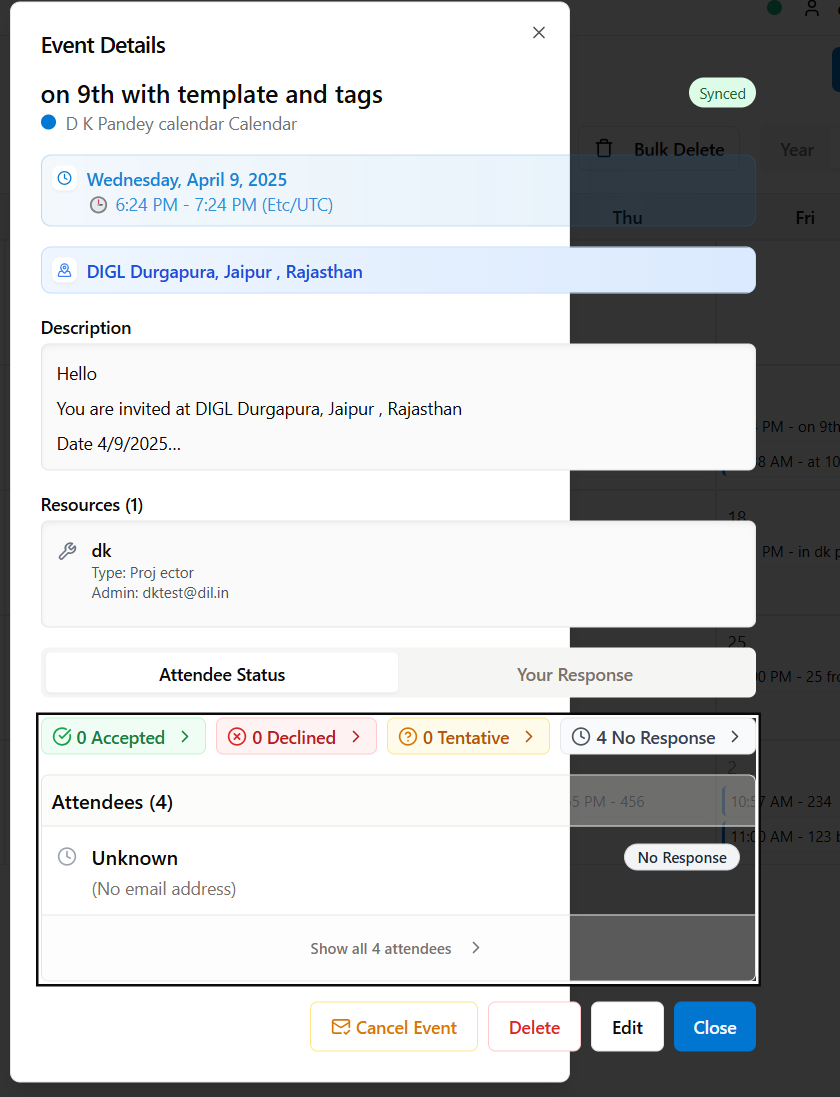 Event Details
on 9th with template and tags
Synced
D K Pandey calendar Calendar
Bulk Delete
Year
Wednesday, April 9, 2025
6:24 PM - 7:24 PM (Etc/UTC)
Thu
Fri
DIGL Durgapura, Jaipur , Rajasthan
Description
Hello
You are invited at DIGL Durgapura, Jaipur , Rajasthan
Date 4/9/2025...
PM - on 9th
8 AM - at 10
Resources (1)
18
dk
PM - in dk p
Type: Proj ector
Admin: dktest@dil.in
25
Attendee Status
Your Response
0 PM - 25 fro
0 Accepted
0 Declined
0 Tentative
4 No Response
2
Attendees (4)
5 PM - 456
10:57 AM - 234
11:00 AM - 123 b
Unknown
No Response
(No email address)
Show all 4 attendees
Cancel Event
Delete
Edit
Close